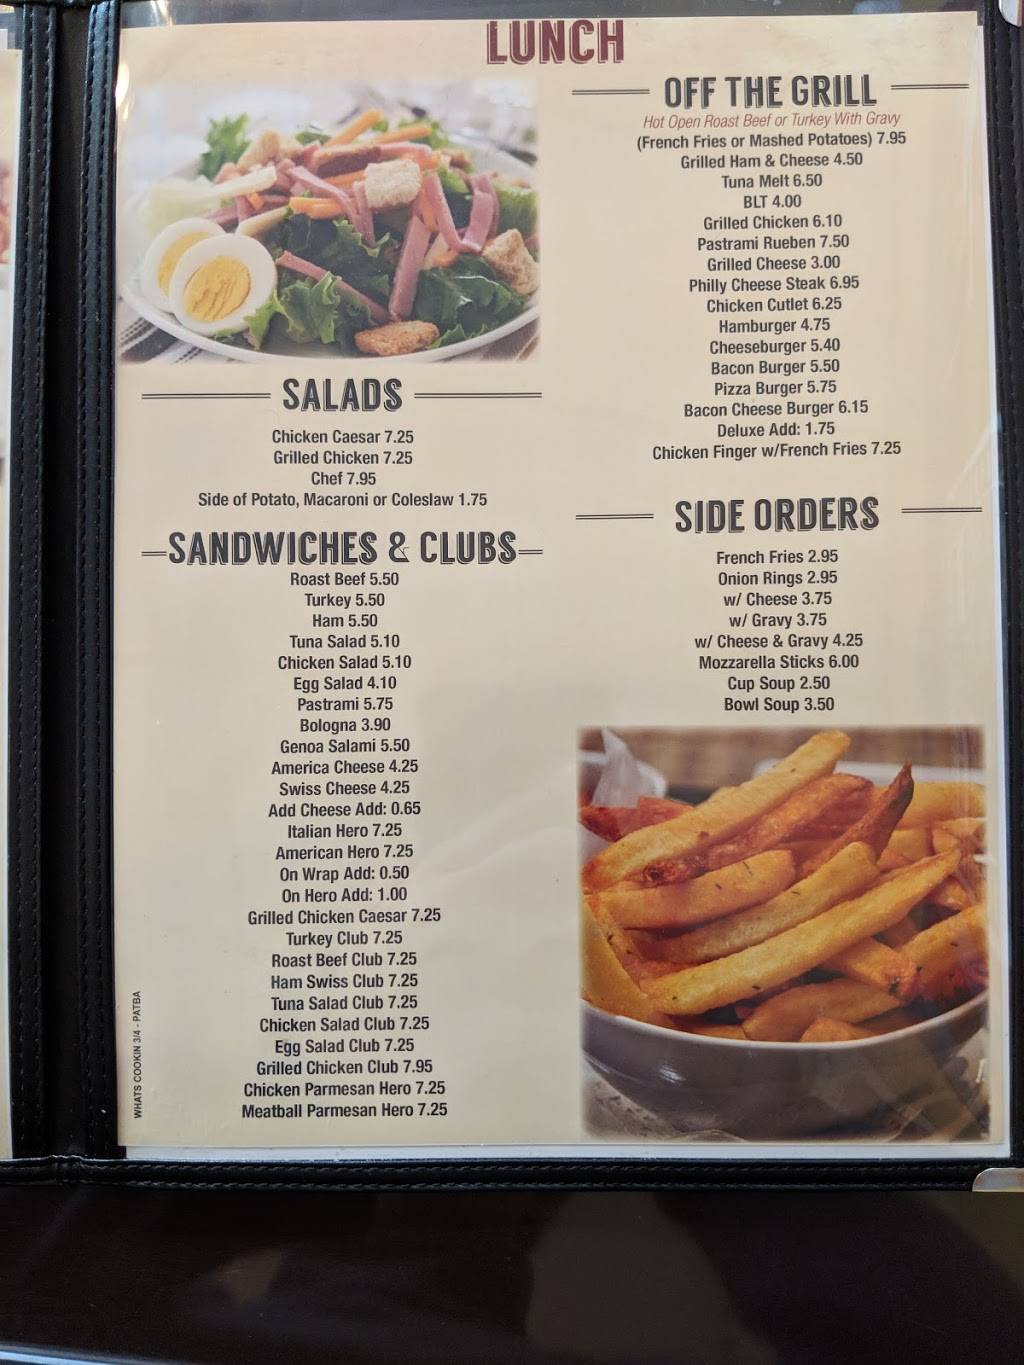 LUNCH
SALADS
Chicken Caesar 7.25
Grilled Chicken 7.25
Chef 7.95
Side of Potato, Macaroni or Coleslaw 1.75
SANDWICHES & CLUBS
Roast Beef 5.50
Turkey 5.50
Ham 5.50
Tuna Salad 5.10
Chicken Salad 5.10
Egg Salad 4.10
Pastrami 5.75
Bologna 3.90
Genoa Salami 5.50
America Cheese 4.25
Swiss Cheese 4.25
Add Cheese Add: 0.65
Italian Hero 7.25
American Hero 7.25
On Wrap Add: 0.50
On Hero Add: 1.00
Grilled Chicken Caesar 7.25
Turkey Club 7.25
Roast Beef Club 7.25
Ham Swiss Club 7.25
Tuna Salad Club 7.25
Chicken Salad Club 7.25
Egg Salad Club 7.25
Grilled Chicken Club 7.95
Chicken Parmesan Hero 7.25
Meatball Parmesan Hero 7.25
WHATS COOKIN 3/4 - PATBA
OFF THE GRILL
Hot Open Roast Beef or Turkey With Gravy
(French Fries or Mashed Potatoes) 7.95
Grilled Ham & Cheese 4.50
Tuna Melt 6.50
BLT 4.00
Grilled Chicken 6.10
Pastrami Rueben 7.50
Grilled Cheese 3.00
Philly Cheese Steak 6.95
Chicken Cutlet 6.25
Hamburger 4.75
Cheeseburger 5.40
Bacon Burger 5.50
Pizza Burger 5.75
Bacon Cheese Burger 6.15
Deluxe Add: 1.75
Chicken Finger w/French Fries 7.25
SIDE ORDERS
French Fries 2.95
Onion Rings 2.95
w/ Cheese 3.75
w/ Gravy 3.75
w/ Cheese & Gravy 4.25
Mozzarella Sticks 6.00
Cup Soup 2.50
Bowl Soup 3.50